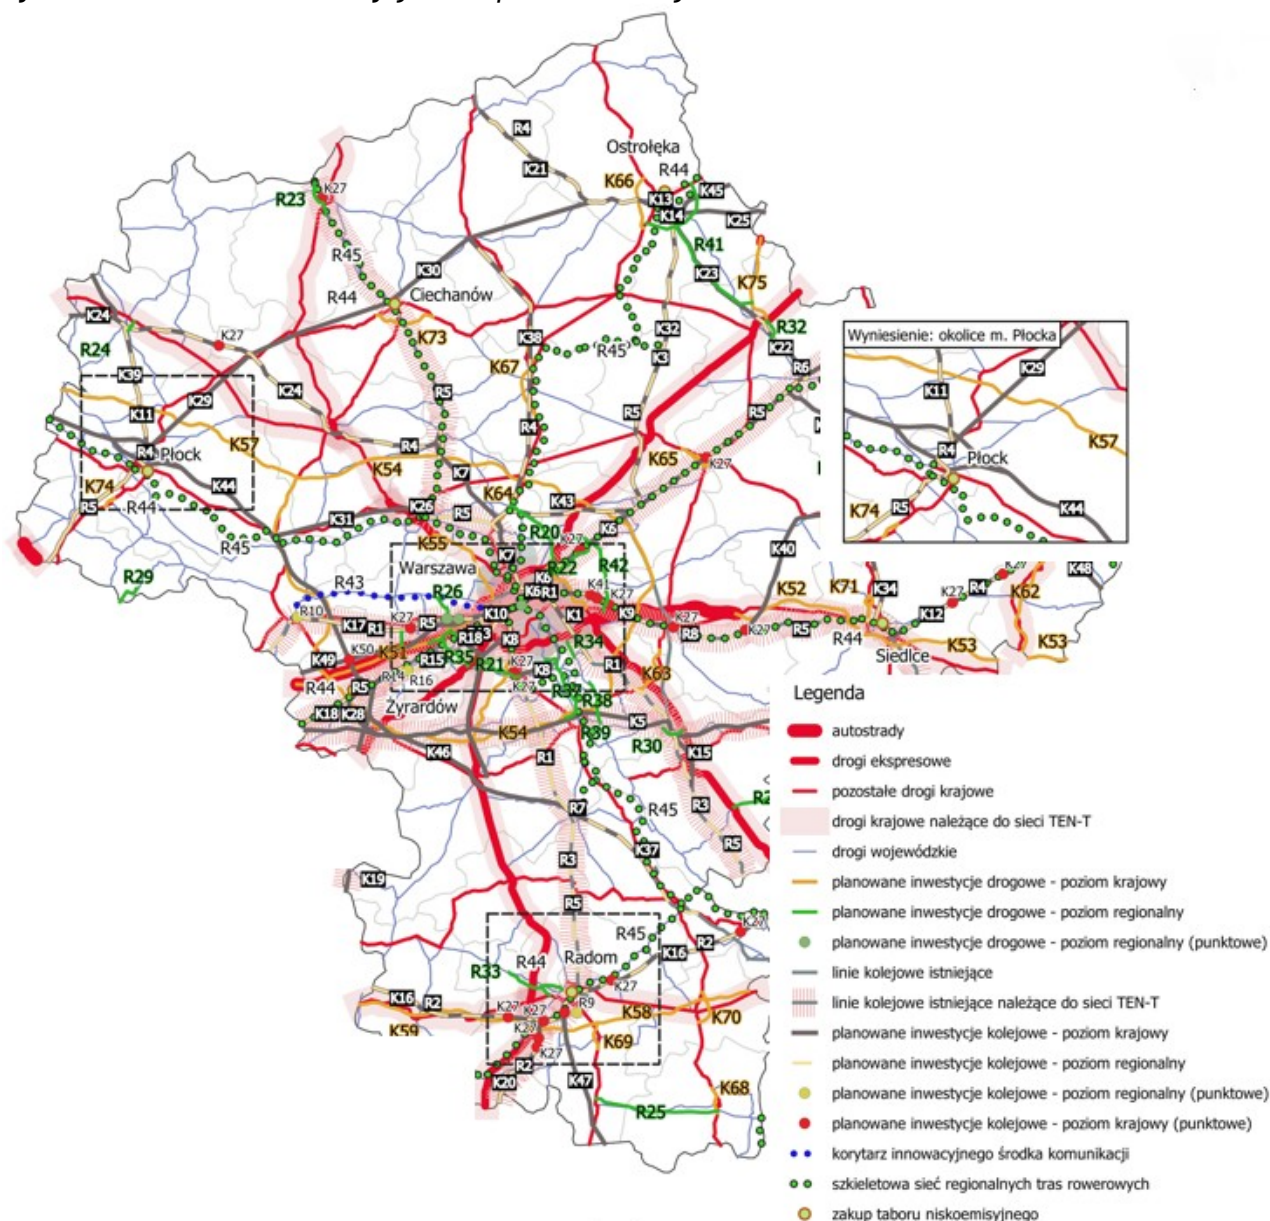 R4
K21
Ostrołęka
R44
K66
K45
K13
K14
K25
K27
R23
R41
R45
K30
K23
K75
R44
Ciechanów
K24
K27
K73
K38
K32
R32
K22
R24
R45
K3
R6
K39
K67
K24
R5
K29
K11
R5
R5
R4
K57
R4
R4
Płock
K54
K65
K27
K7
K74
K44
K64
K43
R5
R44
K26
K31
R5
R20
K6
R45
K55
K27
K7
K40
Warszawa
R22
R42
R29
R43
K6
K41
K52
K71
K34
R26
K6
R1
K27
R10
K27
K10
K1
K9
K27
K17
R1
R5
R18
K8
R8
K27
R5
R44
Siedlce
K12
K27
R4
K27
K62
K48
K53
K53
K49
K50
K51
R15
R35
R21
K27
K8
R34
R1
R14
R16
K63
R44
R5
K27
R37
R38
K18
K28
Żyrardów
K54
R39
K5
R30
K15
K46
R1
R7
R45
R3
K37
R5
R3
K19
R5
R45
K27
R44
Radom
K16
R2
R33
K27
K16
R2
K27
K27
R9
K58
K70
K59
K27
K69
K27
R2
K20
K47
K68
R25
Wyniesienie: okolice m. Płocka
K29
K11
K57
R4
Płock
K74
R5
K44
Legenda
autostrady
drogi ekspresowe
pozostałe drogi krajowe
drogi krajowe należące do sieci TEN-T
drogi wojewódzkie
planowane inwestycje drogowe - poziom krajowy
planowane inwestycje drogowe - poziom regionalny
planowane inwestycje drogowe - poziom regionalny (punktowe)
linie kolejowe istniejące
linie kolejowe istniejące należące do sieci TEN-T
planowane inwestycje kolejowe - poziom krajowy
planowane inwestycje kolejowe - poziom regionalny
planowane inwestycje kolejowe - poziom regionalny (punktowe)
planowane inwestycje kolejowe - poziom krajowy (punktowe)
korytarz innowacyjnego środka komunikacji
szkieletowa sieć regionalnych tras rowerowych
zakup taboru niskoemisyjnego